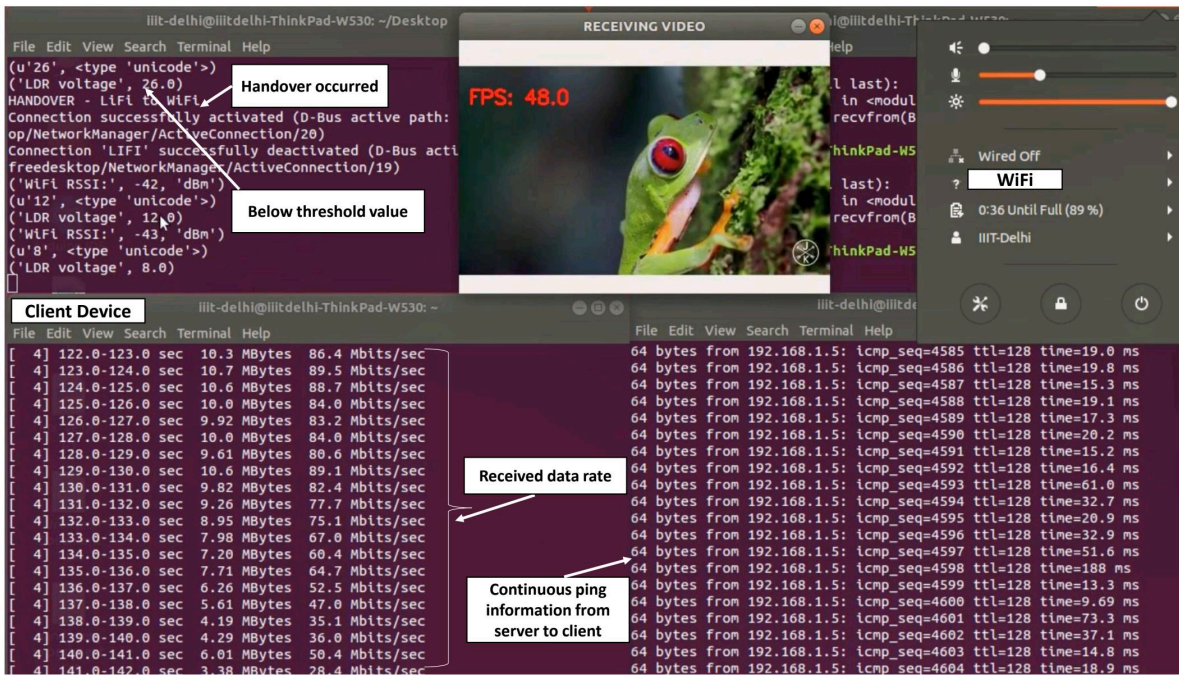 iiit-delhi@iiitdelhi-ThinkPad-W530: ~/Desktop
File Edit View Search Terminal Help
(u'26', <type 'unicode'>)
('LDR voltage', 26.0)
HANDOVER - LiFi to WiFi
Connection successfully activated (D-Bus active path:
op/NetworkManager/ActiveConnection/20)
Connection 'LIFI' successfully deactivated (D-Bus acti
freedesktop/NetworkManager/ActiveConnection/19)
('WiFi RSSI:', -42, 'dBm')
(u'12', <type 'unicode'>)
('LDR voltage', 12.0)
('WiFi RSSI:', -43, 'dBm')
(u'8', <type 'unicode'>)
('LDR voltage', 8.0)
Handover occurred
Below threshold value
RECEIVING VIDEO
FPS: 48.0
JK
Help
l last):
in <modul
recvfrom(B
hinkPad-W5
l last):
in <modul
recvfrom(B
hinkPad-W5
Wired Off
? WiFi
0:36 Until Full (89 %)
IIIT-Delhi
Client Device
iiit-delhi@iiitdelhi-ThinkPad-W530: ~
File Edit View Search Terminal Help
[ 4] 122.0-123.0 sec 10.3 MBytes 86.4 Mbits/sec
[ 4] 123.0-124.0 sec 10.7 MBytes 89.5 Mbits/sec
[ 4] 124.0-125.0 sec 10.6 MBytes 88.7 Mbits/sec
[ 4] 125.0-126.0 sec 10.0 MBytes 84.0 Mbits/sec
[ 4] 126.0-127.0 sec 9.92 MBytes 83.2 Mbits/sec
[ 4] 127.0-128.0 sec 10.0 MBytes 84.0 Mbits/sec
[ 4] 128.0-129.0 sec 9.61 MBytes 80.6 Mbits/sec
[ 4] 129.0-130.0 sec 10.6 MBytes 89.1 Mbits/sec
[ 4] 130.0-131.0 sec 9.82 MBytes 82.4 Mbits/sec
[ 4] 131.0-132.0 sec 9.26 MBytes 77.7 Mbits/sec
[ 4] 132.0-133.0 sec 8.95 MBytes 75.1 Mbits/sec
[ 4] 133.0-134.0 sec 7.98 MBytes 67.0 Mbits/sec
[ 4] 134.0-135.0 sec 7.20 MBytes 60.4 Mbits/sec
[ 4] 135.0-136.0 sec 7.71 MBytes 64.7 Mbits/sec
[ 4] 136.0-137.0 sec 6.26 MBytes 52.5 Mbits/sec
[ 4] 137.0-138.0 sec 5.61 MBytes 47.0 Mbits/sec
[ 4] 138.0-139.0 sec 4.19 MBytes 35.1 Mbits/sec
[ 4] 139.0-140.0 sec 4.29 MBytes 36.0 Mbits/sec
[ 4] 140.0-141.0 sec 6.01 MBytes 50.4 Mbits/sec
[ 4] 141.0-142.0 sec 3.38 MBytes 28.4 Mbits/sec
Received data rate
Continuous ping
information from
server to client
iiit-delhi@iiitde
File Edit View Search Terminal Help
64 bytes from 192.168.1.5: icmp_seq=4585 ttl=128 time=19.0 ms
64 bytes from 192.168.1.5: icmp_seq=4586 ttl=128 time=19.8 ms
64 bytes from 192.168.1.5: icmp_seq=4587 ttl=128 time=15.3 ms
64 bytes from 192.168.1.5: icmp_seq=4588 ttl=128 time=19.1 ms
64 bytes from 192.168.1.5: icmp_seq=4589 ttl=128 time=17.3 ms
64 bytes from 192.168.1.5: icmp_seq=4590 ttl=128 time=20.2 ms
64 bytes from 192.168.1.5: icmp_seq=4591 ttl=128 time=15.2 ms
64 bytes from 192.168.1.5: icmp_seq=4592 ttl=128 time=16.4 ms
64 bytes from 192.168.1.5: icmp_seq=4593 ttl=128 time=61.0 ms
64 bytes from 192.168.1.5: icmp_seq=4594 ttl=128 time=32.7 ms
64 bytes from 192.168.1.5: icmp_seq=4595 ttl=128 time=20.9 ms
64 bytes from 192.168.1.5: icmp_seq=4596 ttl=128 time=32.9 ms
64 bytes from 192.168.1.5: icmp_seq=4597 ttl=128 time=51.6 ms
64 bytes from 192.168.1.5: icmp_seq=4598 ttl=128 time=188 ms
64 bytes from 192.168.1.5: icmp_seq=4599 ttl=128 time=13.3 ms
64 bytes from 192.168.1.5: icmp_seq=4600 ttl=128 time=9.69 ms
64 bytes from 192.168.1.5: icmp_seq=4601 ttl=128 time=73.3 ms
64 bytes from 192.168.1.5: icmp_seq=4602 ttl=128 time=37.1 ms
64 bytes from 192.168.1.5: icmp_seq=4603 ttl=128 time=14.8 ms
64 bytes from 192.168.1.5: icmp_seq=4604 ttl=128 time=18.9 ms